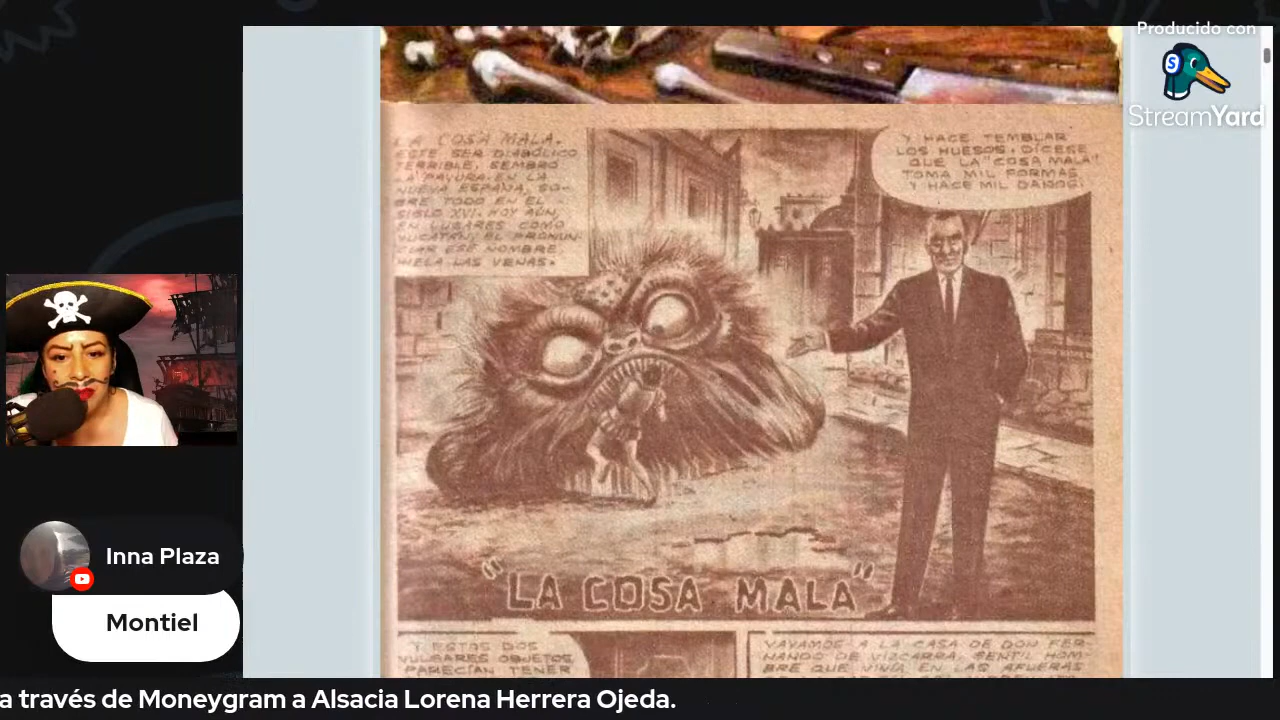 Producido con
StreamYard
LA COSA MALA.
ESTE SER DIABÓLICO
TERRIBLE, SEMBRÓ
LA PAVURA EN LA
NUEVA ESPAÑA, SO-
BRE TODO EN EL
SIGLO XVI. HOY AÚN,
EN LUGARES COMO
YUCATÁN, EL PRONUN-
CIAR ESE NOMBRE
HIELA LAS VENAS.
Y HACE TEMBLAR
LOS HUESOS. DÍCESE
QUE LA "COSA MALA"
TOMA MIL FORMAS
Y HACE MIL DAÑOS!
"LA COSA MALA"
Y ESTOS DOS
VULGARES OBJETOS
PARECÍAN TENER
VAYAMOS A LA CASA DE DON FER-
NANDO DE VIZCARRA, GENTIL HOM-
BRE QUE VIVÍA EN LAS AFUERAS
Inna Plaza
Montiel
a través de Moneygram a Alsacia Lorena Herrera Ojeda.